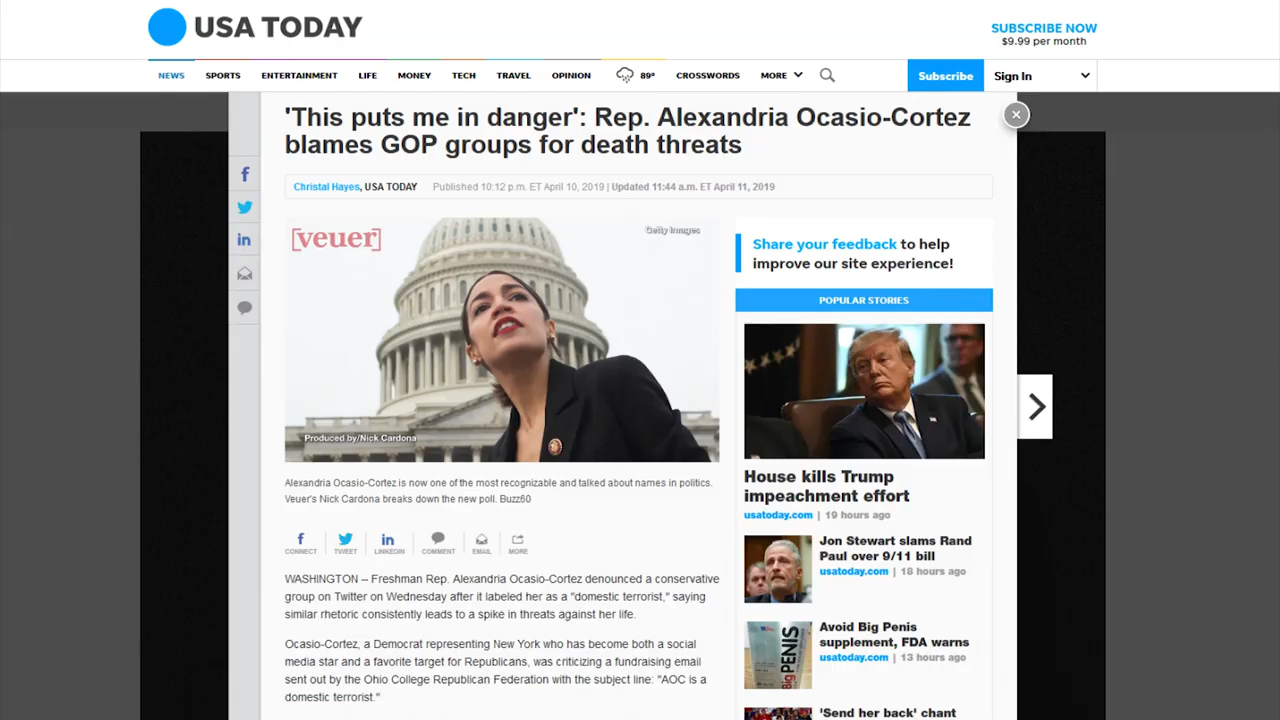 USA TODAY
SUBSCRIBE NOW
$9.99 per month
NEWS SPORTS ENTERTAINMENT LIFE MONEY TECH TRAVEL OPINION 89° CROSSWORDS MORE Subscribe Sign In
'This puts me in danger': Rep. Alexandria Ocasio-Cortez
blames GOP groups for death threats
Christal Hayes, USA TODAY Published 10:12 p.m. ET April 10, 2019 | Updated 11:44 a.m. ET April 11, 2019
[veuer]
Getty Images
Produced by/Nick Cardona
Alexandria Ocasio-Cortez is now one of the most recognizable and talked about names in politics.
Veuer's Nick Cardona breaks down the new poll. Buzz60
CONNECT TWEET LINKEDIN COMMENT EMAIL MORE
WASHINGTON – Freshman Rep. Alexandria Ocasio-Cortez denounced a conservative
group on Twitter on Wednesday after it labeled her as a "domestic terrorist," saying
similar rhetoric consistently leads to a spike in threats against her life.
Ocasio-Cortez, a Democrat representing New York who has become both a social
media star and a favorite target for Republicans, was criticizing a fundraising email
sent out by the Ohio College Republican Federation with the subject line: "AOC is a
domestic terrorist."
Share your feedback to help
improve our site experience!
POPULAR STORIES
House kills Trump
impeachment effort
usatoday.com | 19 hours ago
Jon Stewart slams Rand
Paul over 9/11 bill
usatoday.com | 18 hours ago
Big PENIS
Avoid Big Penis
supplement, FDA warns
usatoday.com | 13 hours ago
'Send her back' chant